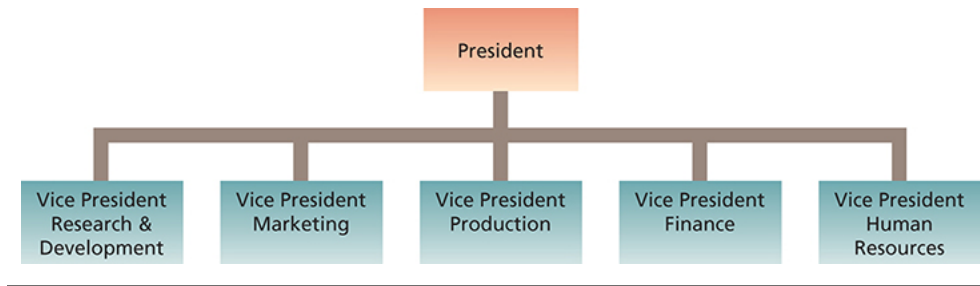 President
Vice President
Research &
Development
Vice President
Marketing
Vice President
Production
Vice President
Finance
Vice President
Human
Resources